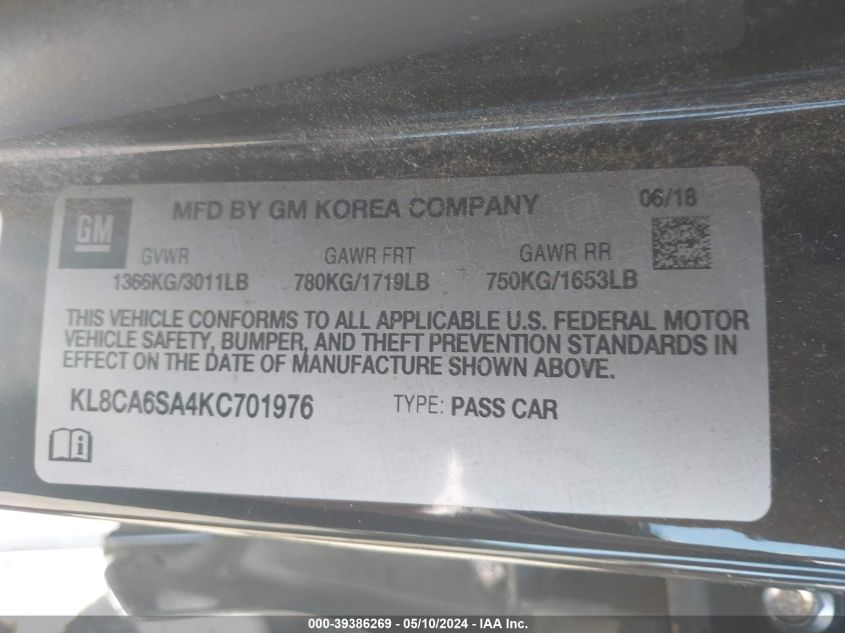 GM
MFD BY GM KOREA COMPANY
06/18
GVWR GAWR FRT GAWR RR
1366KG/3011LB 780KG/1719LB 750KG/1653LB
THIS VEHICLE CONFORMS TO ALL APPLICABLE U.S. FEDERAL MOTOR
VEHICLE SAFETY, BUMPER, AND THEFT PREVENTION STANDARDS IN
EFFECT ON THE DATE OF MANUFACTURE SHOWN ABOVE.
KL8CA6SA4KC701976 TYPE: PASS CAR
000-39386269 - 05/10/2024 - © IAA Inc.